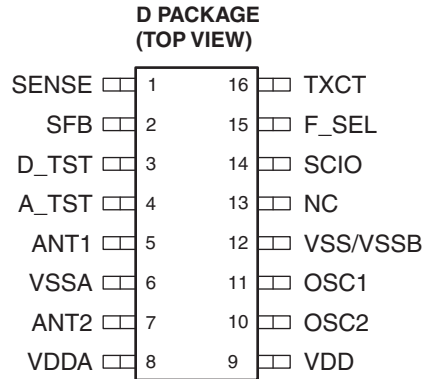 D PACKAGE
(TOP VIEW)
SENSE 1 16 TXCT
SFB 2 15 F_SEL
D_TST 3 14 SCIO
A_TST 4 13 NC
ANT1 5 12 VSS/VSSB
VSSA 6 11 OSC1
ANT2 7 10 OSC2
VDDA 8 9 VDD